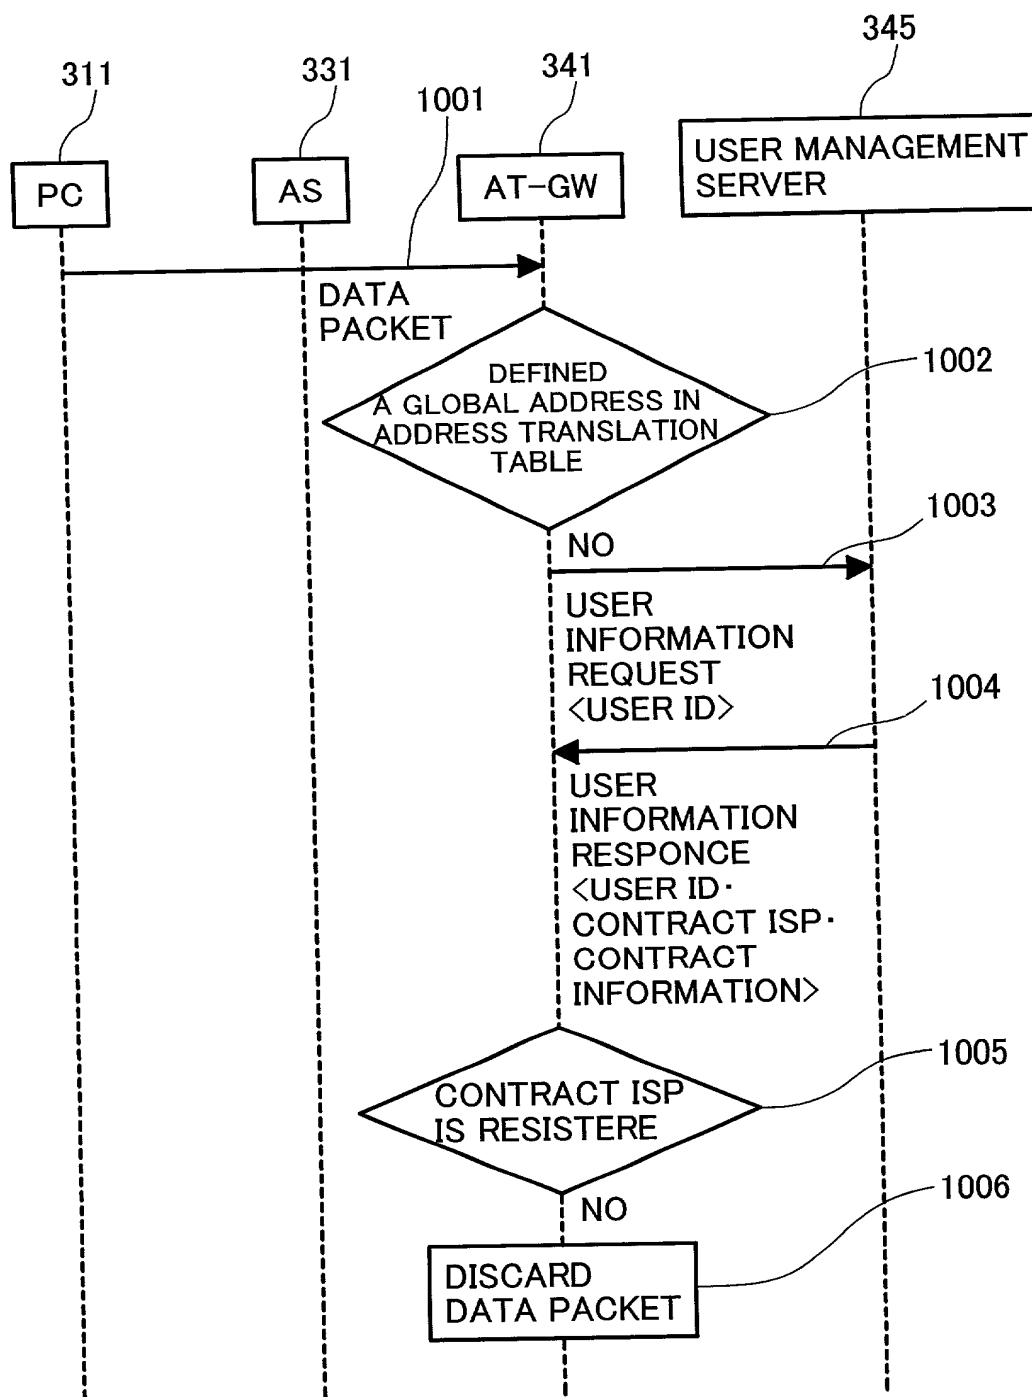 345
311
331
341
1001
PC
AS
AT-GW
USER MANAGEMENT
SERVER
DATA
PACKET
DEFINED
A GLOBAL ADDRESS IN
ADDRESS TRANSLATION
TABLE
1002
NO
1003
USER
INFORMATION
REQUEST
<USER ID>
1004
USER
INFORMATION
RESPONCE
<USER ID·
CONTRACT ISP·
CONTRACT
INFORMATION>
CONTRACT ISP
IS RESISTERE
1005
NO
1006
DISCARD
DATA PACKET